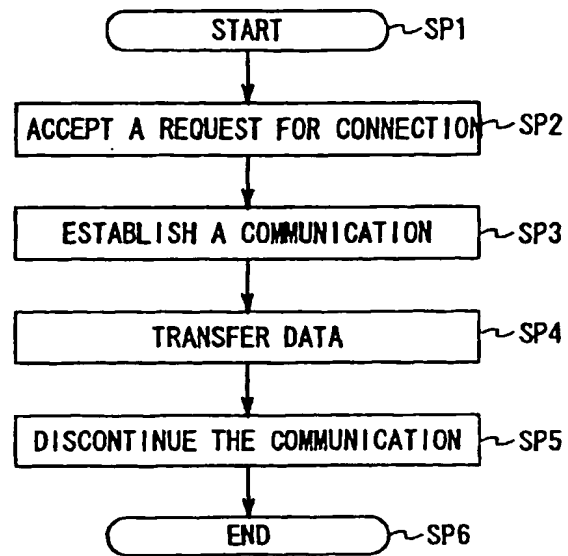 START SP1
ACCEPT A REQUEST FOR CONNECTION SP2
ESTABLISH A COMMUNICATION SP3
TRANSFER DATA SP4
DISCONTINUE THE COMMUNICATION SP5
END SP6